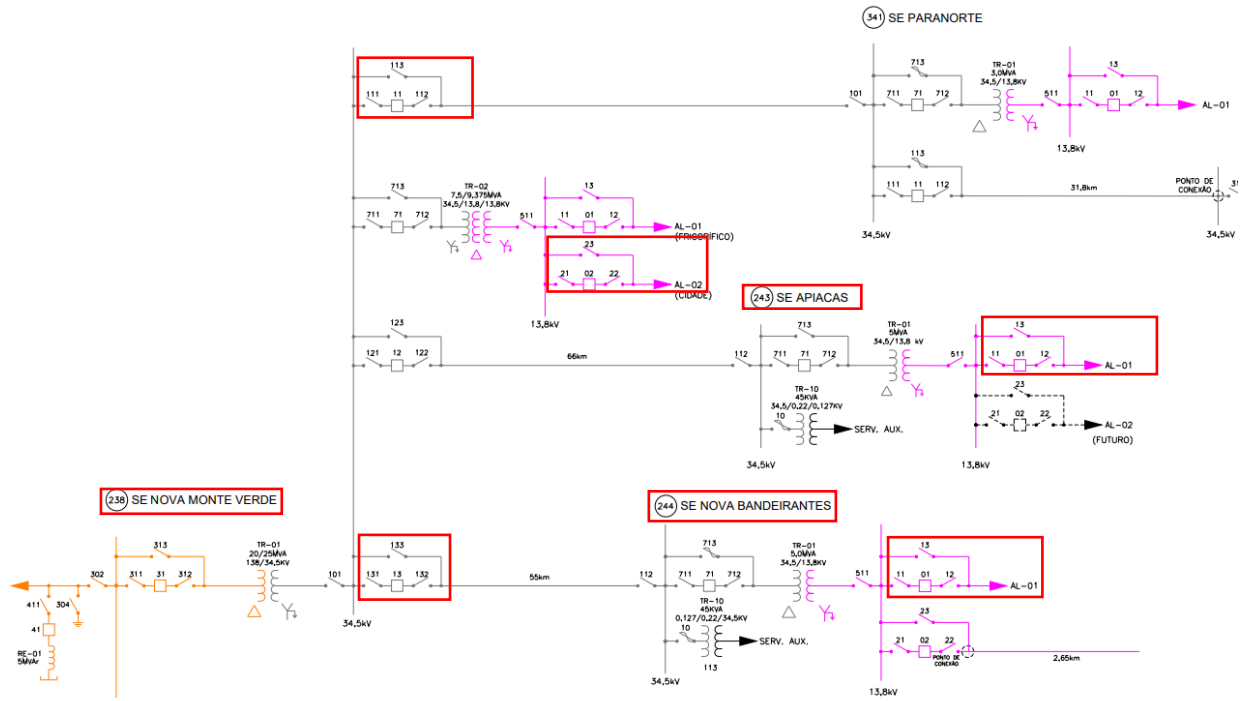 341 SE PARANORTE
113
111 11 112
101
713
711 71 712
TR-01
3,0MVA
34,5/13,8KV
511
13
11 01 12
AL-01
13,8kV
113
111 11 112
31,8km
PONTO DE
CONEXÃO
34,5kV
34,5kV
713
711 71 712
TR-02
7,5/9,375MVA
34,5/13,8/13,8KV
511
13
11 01 12
AL-01
(FRIGORÍFICO)
23
21 02 22
AL-02
(CIDADE)
13,8kV
243 SE APIACAS
123
121 12 122
66km
112
713
711 71 712
TR-01
5MVA
34,5/13,8 kV
511
13
11 01 12
AL-01
TR-10
45KVA
34,5/0,22/0,127KV
10
SERV. AUX.
23
21 02 22
AL-02
(FUTURO)
34,5kV
13,8kV
238 SE NOVA MONTE VERDE
244 SE NOVA BANDEIRANTES
302
313
311 31 312
TR-01
20/25MVA
138/34,5KV
101
133
131 13 132
55km
112
713
711 71 712
TR-01
5,0MVA
34,5/13,8KV
511
13
11 01 12
AL-01
411
304
41
RE-01
5MVAr
34,5kV
TR-10
45KVA
0,127/0,22/34,5KV
10
SERV. AUX.
113
34,5kV
23
21 02 22
PONTO DE
CONEXÃO
2,65km
13,8kV